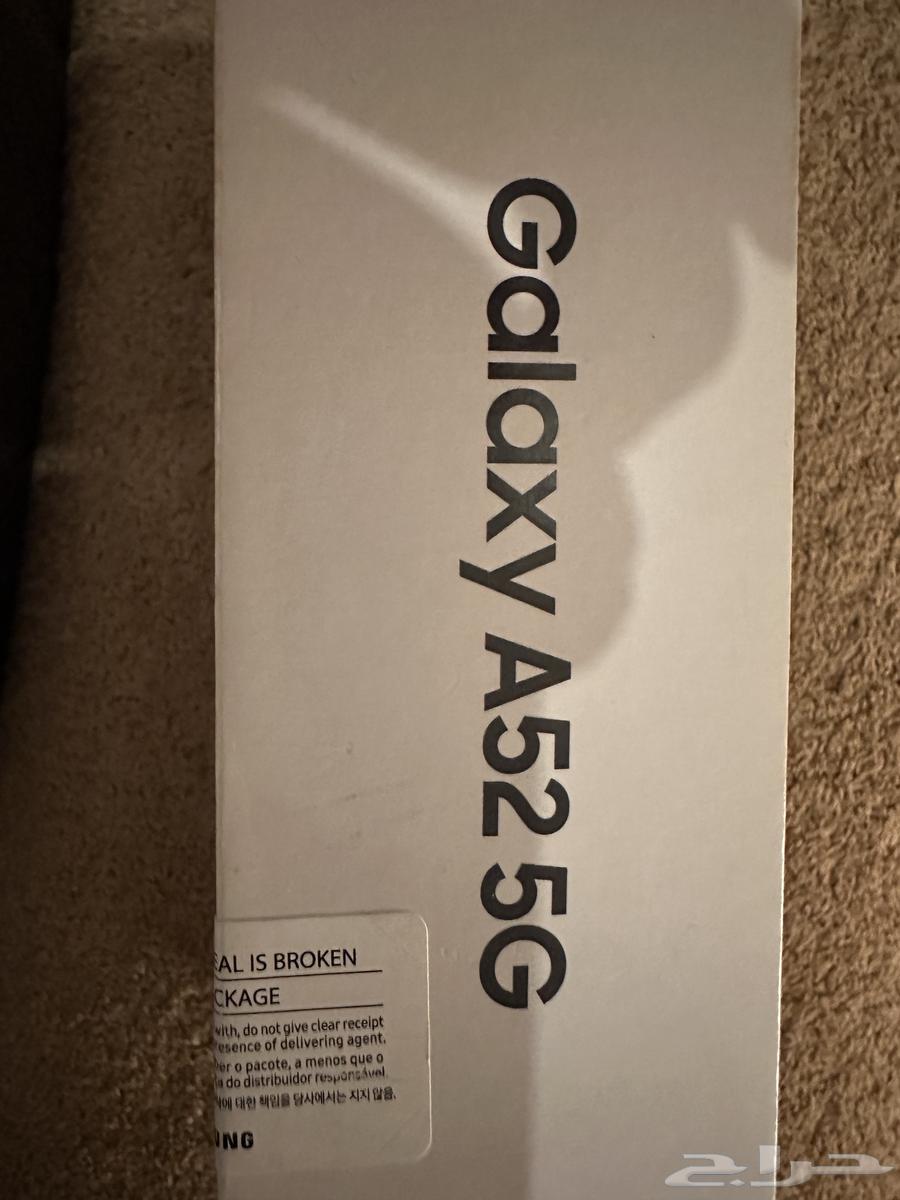 Galaxy A52 5G
EAL IS BROKEN
CKAGE
with, do not give clear receipt
esence of delivering agent.
er o pacote, a menos que o
a do distribuidor responsável.
에 대한 책임을 당사에서는 지지 않음.
NG
حراج